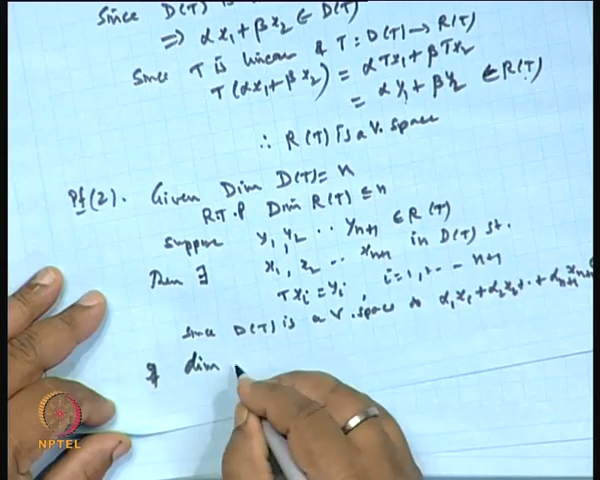 Since D(T) is
⇒ αx₁ + βx₂ ∈ D(T)
Since T is linear & T : D(T) → R(T)
T(αx₁ + βx₂) = αTx₁ + βTx₂
= αy₁ + βy₂ ∈ R(T)
∴ R(T) is a V. space
Pf(2). Given Dim D(T) = n
R.T.P Dim R(T) ≤ n
suppose y₁, y₂ .. yₙ₊₁ ∈ R(T)
Then ∃ x₁, x₂ .. xₙ₊₁ in D(T) st.
Txᵢ = yᵢ, i=1, .. - n+1
since D(T) is a V. space so α₁x₁ + α₂x₂ + .. + αₙ₊₁xₙ₊₁
dim
NPTEL